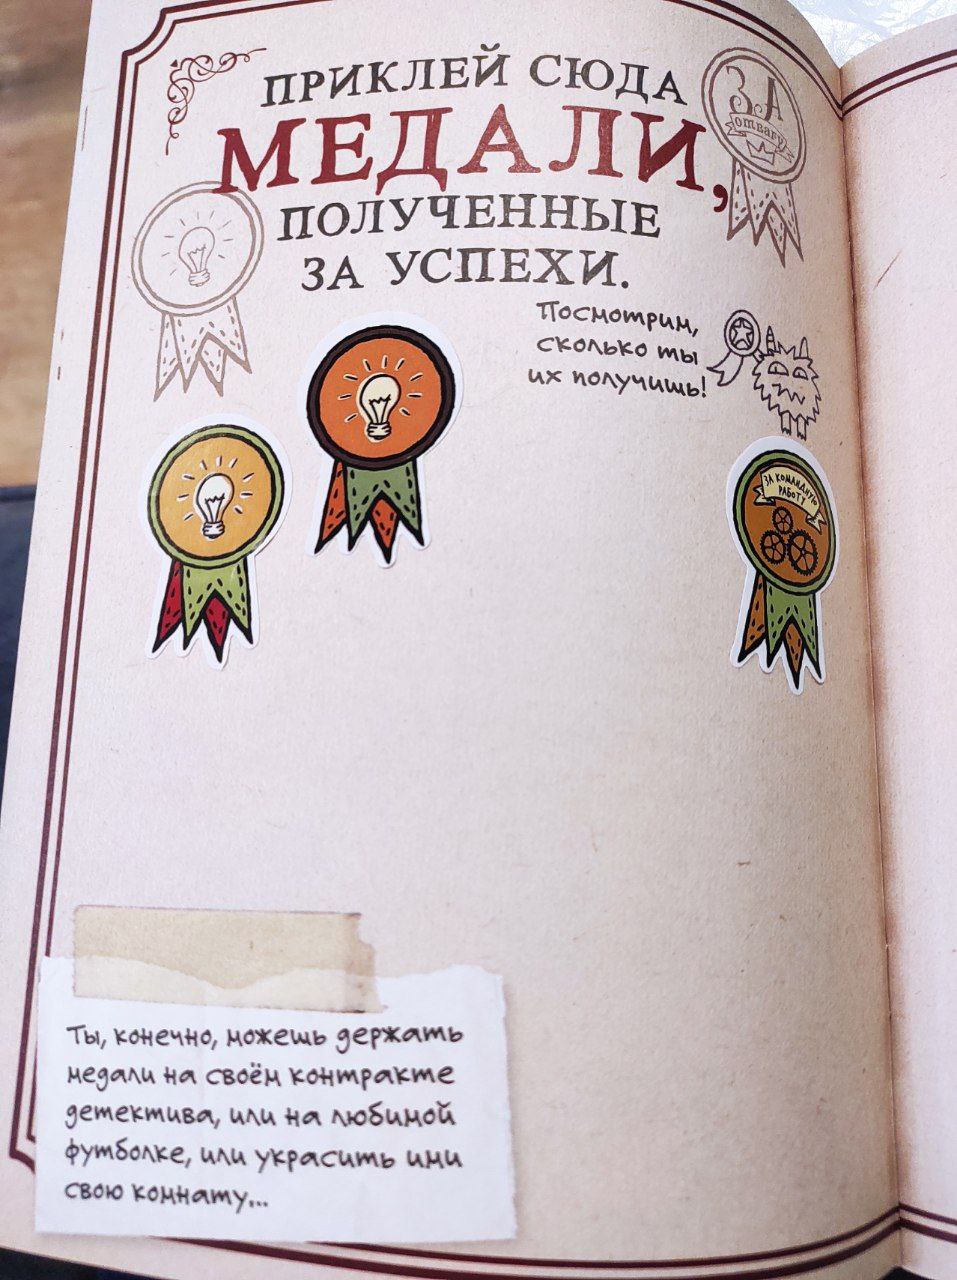 ПРИКЛЕЙ СЮДА
МЕДАЛИ,
ПОЛУЧЕННЫЕ
ЗА УСПЕХИ.
ЗА
отвагу
Посмотрим,
сколько ты
их получишь!
ЗА КОМАНДНУЮ
РАБОТУ
Ты, конечно, можешь держать
медали на своём контракте
детектива, или на любимой
футболке, или украсить ими
свою комнату...